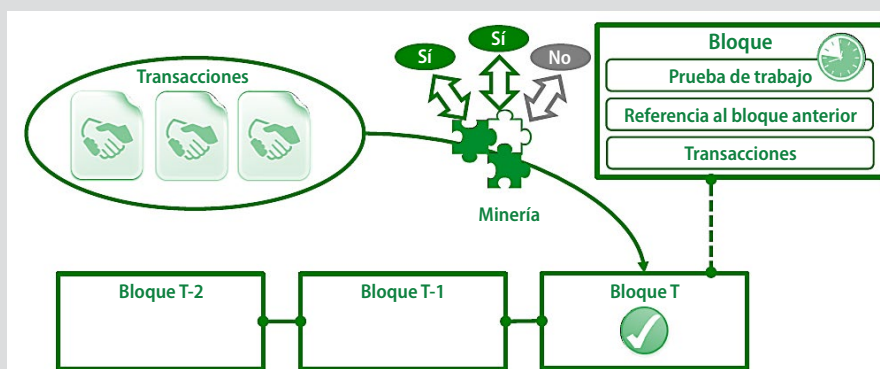 Transacciones
Sí
Sí
No
Minería
Bloque
Prueba de trabajo
Referencia al bloque anterior
Transacciones
Bloque T-2
Bloque T-1
Bloque T